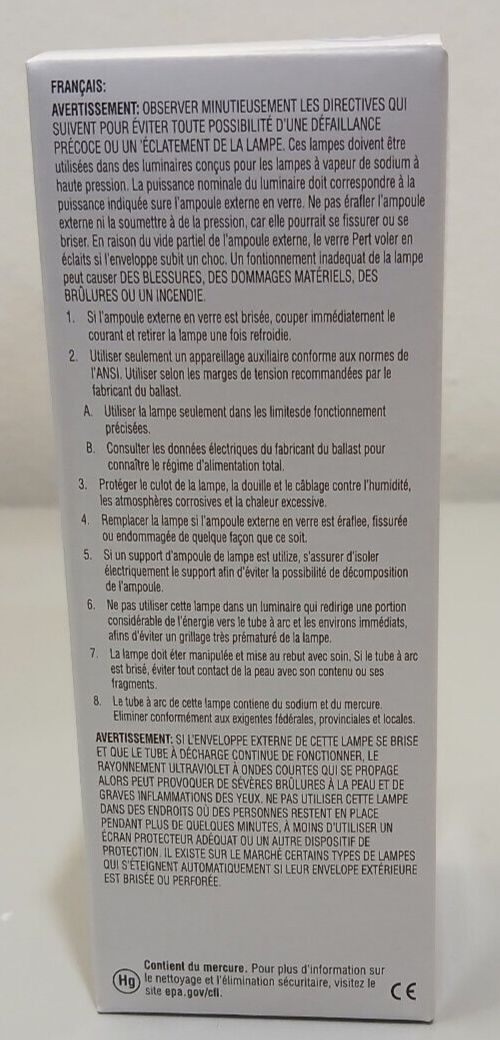 FRANÇAIS:
AVERTISSEMENT: OBSERVER MINUTIEUSEMENT LES DIRECTIVES QUI
SUIVENT POUR ÉVITER TOUTE POSSIBILITÉ D'UNE DÉFAILLANCE
PRÉCOCE OU UN 'ÉCLATEMENT DE LA LAMPE. Ces lampes doivent être
utilisées dans des luminaires conçus pour les lampes à vapeur de sodium à
haute pression. La puissance nominale du luminaire doit correspondre à la
puissance indiquée sure l'ampoule externe en verre. Ne pas érafler l'ampoule
externe ni la soumettre à de la pression, car elle pourrait se fissurer ou se
briser. En raison du vide partiel de l'ampoule externe, le verre Pert voler en
éclaits si l'enveloppe subit un choc. Un fontionnement inadequat de la lampe
peut causer DES BLESSURES, DES DOMMAGES MATÉRIELS, DES
BRÛLURES OU UN INCENDIE.
1. Si l'ampoule externe en verre est brisée, couper immédiatement le
courant et retirer la lampe une fois refroidie.
2. Utiliser seulement un appareillage auxiliaire conforme aux normes de
l'ANSI. Utiliser selon les marges de tension recommandées par le
fabricant du ballast.
A. Utiliser la lampe seulement dans les limitesde fonctionnement
précisées.
B. Consulter les données électriques du fabricant du ballast pour
connaître le régime d'alimentation total.
3. Protéger le culot de la lampe, la douille et le câblage contre l'humidité,
les atmosphères corrosives et la chaleur excessive.
4. Remplacer la lampe si l'ampoule externe en verre est éraflee, fissurée
ou endommagée de quelque façon que ce soit.
5. Si un support d'ampoule de lampe est utilize, s'assurer d'isoler
électriquement le support afin d'éviter la possibilité de décomposition
de l'ampoule.
6. Ne pas utiliser cette lampe dans un luminaire qui redirige une portion
considérable de l'énergie vers le tube à arc et les environs immédiats,
afins d'éviter un grillage très prématuré de la lampe.
7. La lampe doit éter manipulée et mise au rebut avec soin. Si le tube à arc
est brisé, éviter tout contact de la peau avec son contenu ou ses
fragments.
8. Le tube à arc de cette lampe contiene du sodium et du mercure.
Eliminer conformément aux exigentes fédérales, provinciales et locales.
AVERTISSEMENT: SI L'ENVELOPPE EXTERNE DE CETTE LAMPE SE BRISE
ET QUE LE TUBE À DÉCHARGE CONTINUE DE FONCTIONNER, LE
RAYONNEMENT ULTRAVIOLET À ONDES COURTES QUI SE PROPAGE
ALORS PEUT PROVOQUER DE SÉVÈRES BRÛLURES À LA PEAU ET DE
GRAVES INFLAMMATIONS DES YEUX. NE PAS UTILISER CETTE LAMPE
DANS DES ENDROITS OÙ DES PERSONNES RESTENT EN PLACE
PENDANT PLUS DE QUELQUES MINUTES, À MOINS D'UTILISER UN
ÉCRAN PROTECTEUR ADÉQUAT OU UN AUTRE DISPOSITIF DE
PROTECTION. IL EXISTE SUR LE MARCHÉ CERTAINS TYPES DE LAMPES
QUI S'ÉTEIGNENT AUTOMATIQUEMENT SI LEUR ENVELOPE EXTÉRIEURE
EST BRISÉE OU PERFORÉE.
Contient du mercure. Pour plus d'information sur
Hg le nettoyage et l'élimination sécuritaire, visitez le
site epa.gov/cfl.
CE